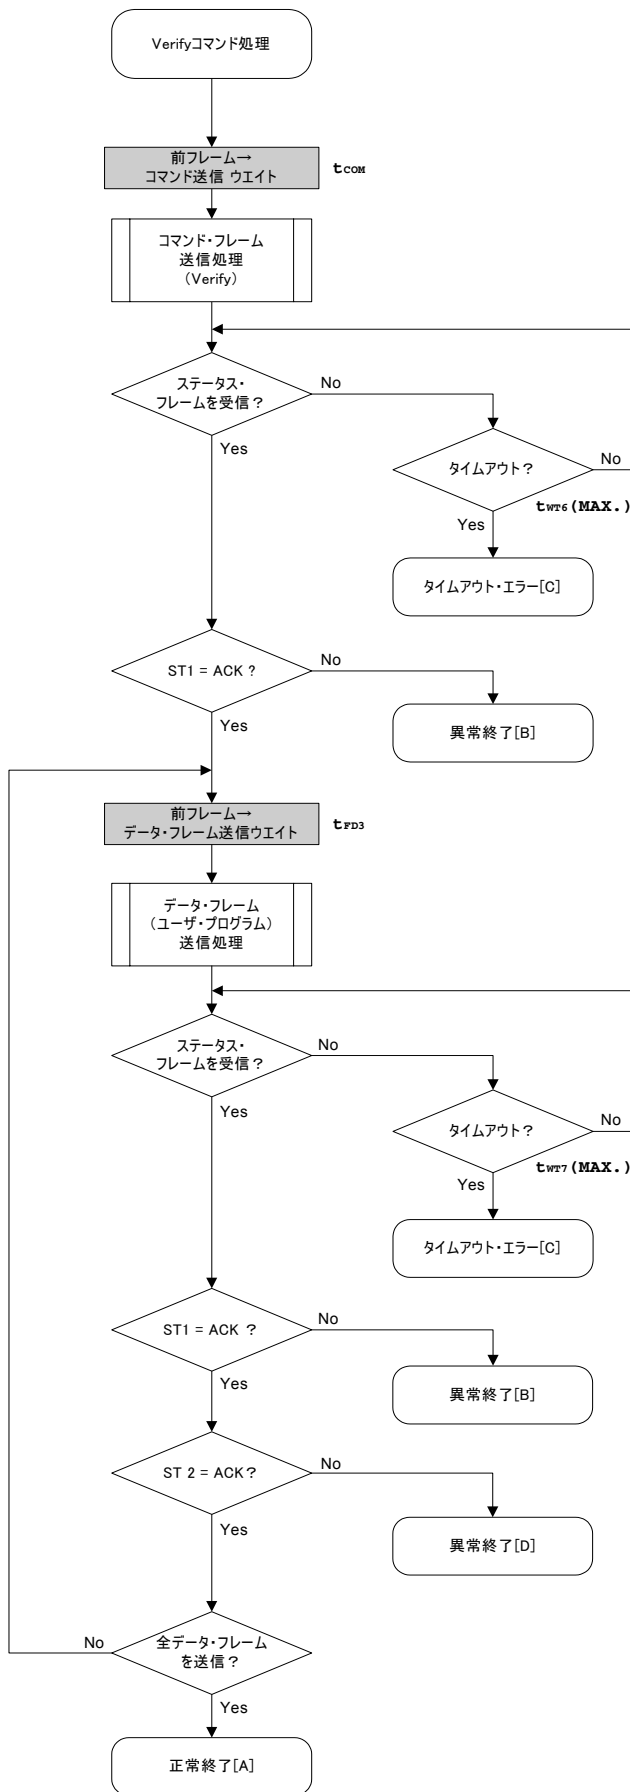 Verifyコマンド処理
前フレーム→
コマンド送信 ウエイト
tCOM
コマンド・フレーム
送信処理
（Verify）
ステータス・
フレームを受信？
No
Yes
タイムアウト？
No
tWT6(MAX.)
Yes
タイムアウト・エラー[C]
ST1 = ACK ?
No
Yes
異常終了[B]
前フレーム→
データ・フレーム送信ウエイト
tFD3
データ・フレーム
（ユーザ・プログラム）
送信処理
ステータス・
フレームを受信？
No
Yes
タイムアウト？
No
tWT7(MAX.)
Yes
タイムアウト・エラー[C]
ST1 = ACK ？
No
Yes
異常終了[B]
ST 2 = ACK？
No
Yes
異常終了[D]
全データ・フレーム
を送信？
No
Yes
正常終了[A]